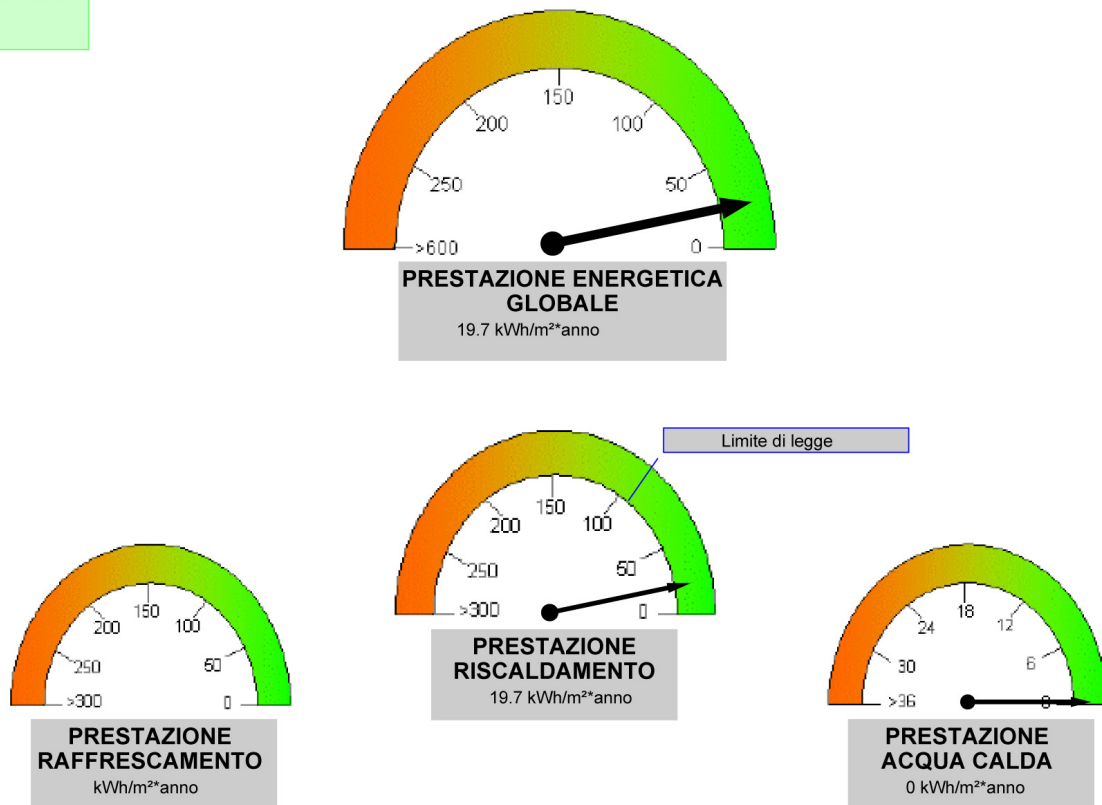 150
200
100
250
50
>600
0
PRESTAZIONE ENERGETICA
GLOBALE
19.7 kWh/m²*anno
Limite di legge
150
200
100
250
50
>300
0
PRESTAZIONE
RISCALDAMENTO
19.7 kWh/m²*anno
150
200
100
250
50
>300
0
PRESTAZIONE
RAFFRESCAMENTO
kWh/m²*anno
18
24
12
30
6
>36
0
PRESTAZIONE
ACQUA CALDA
0 kWh/m²*anno